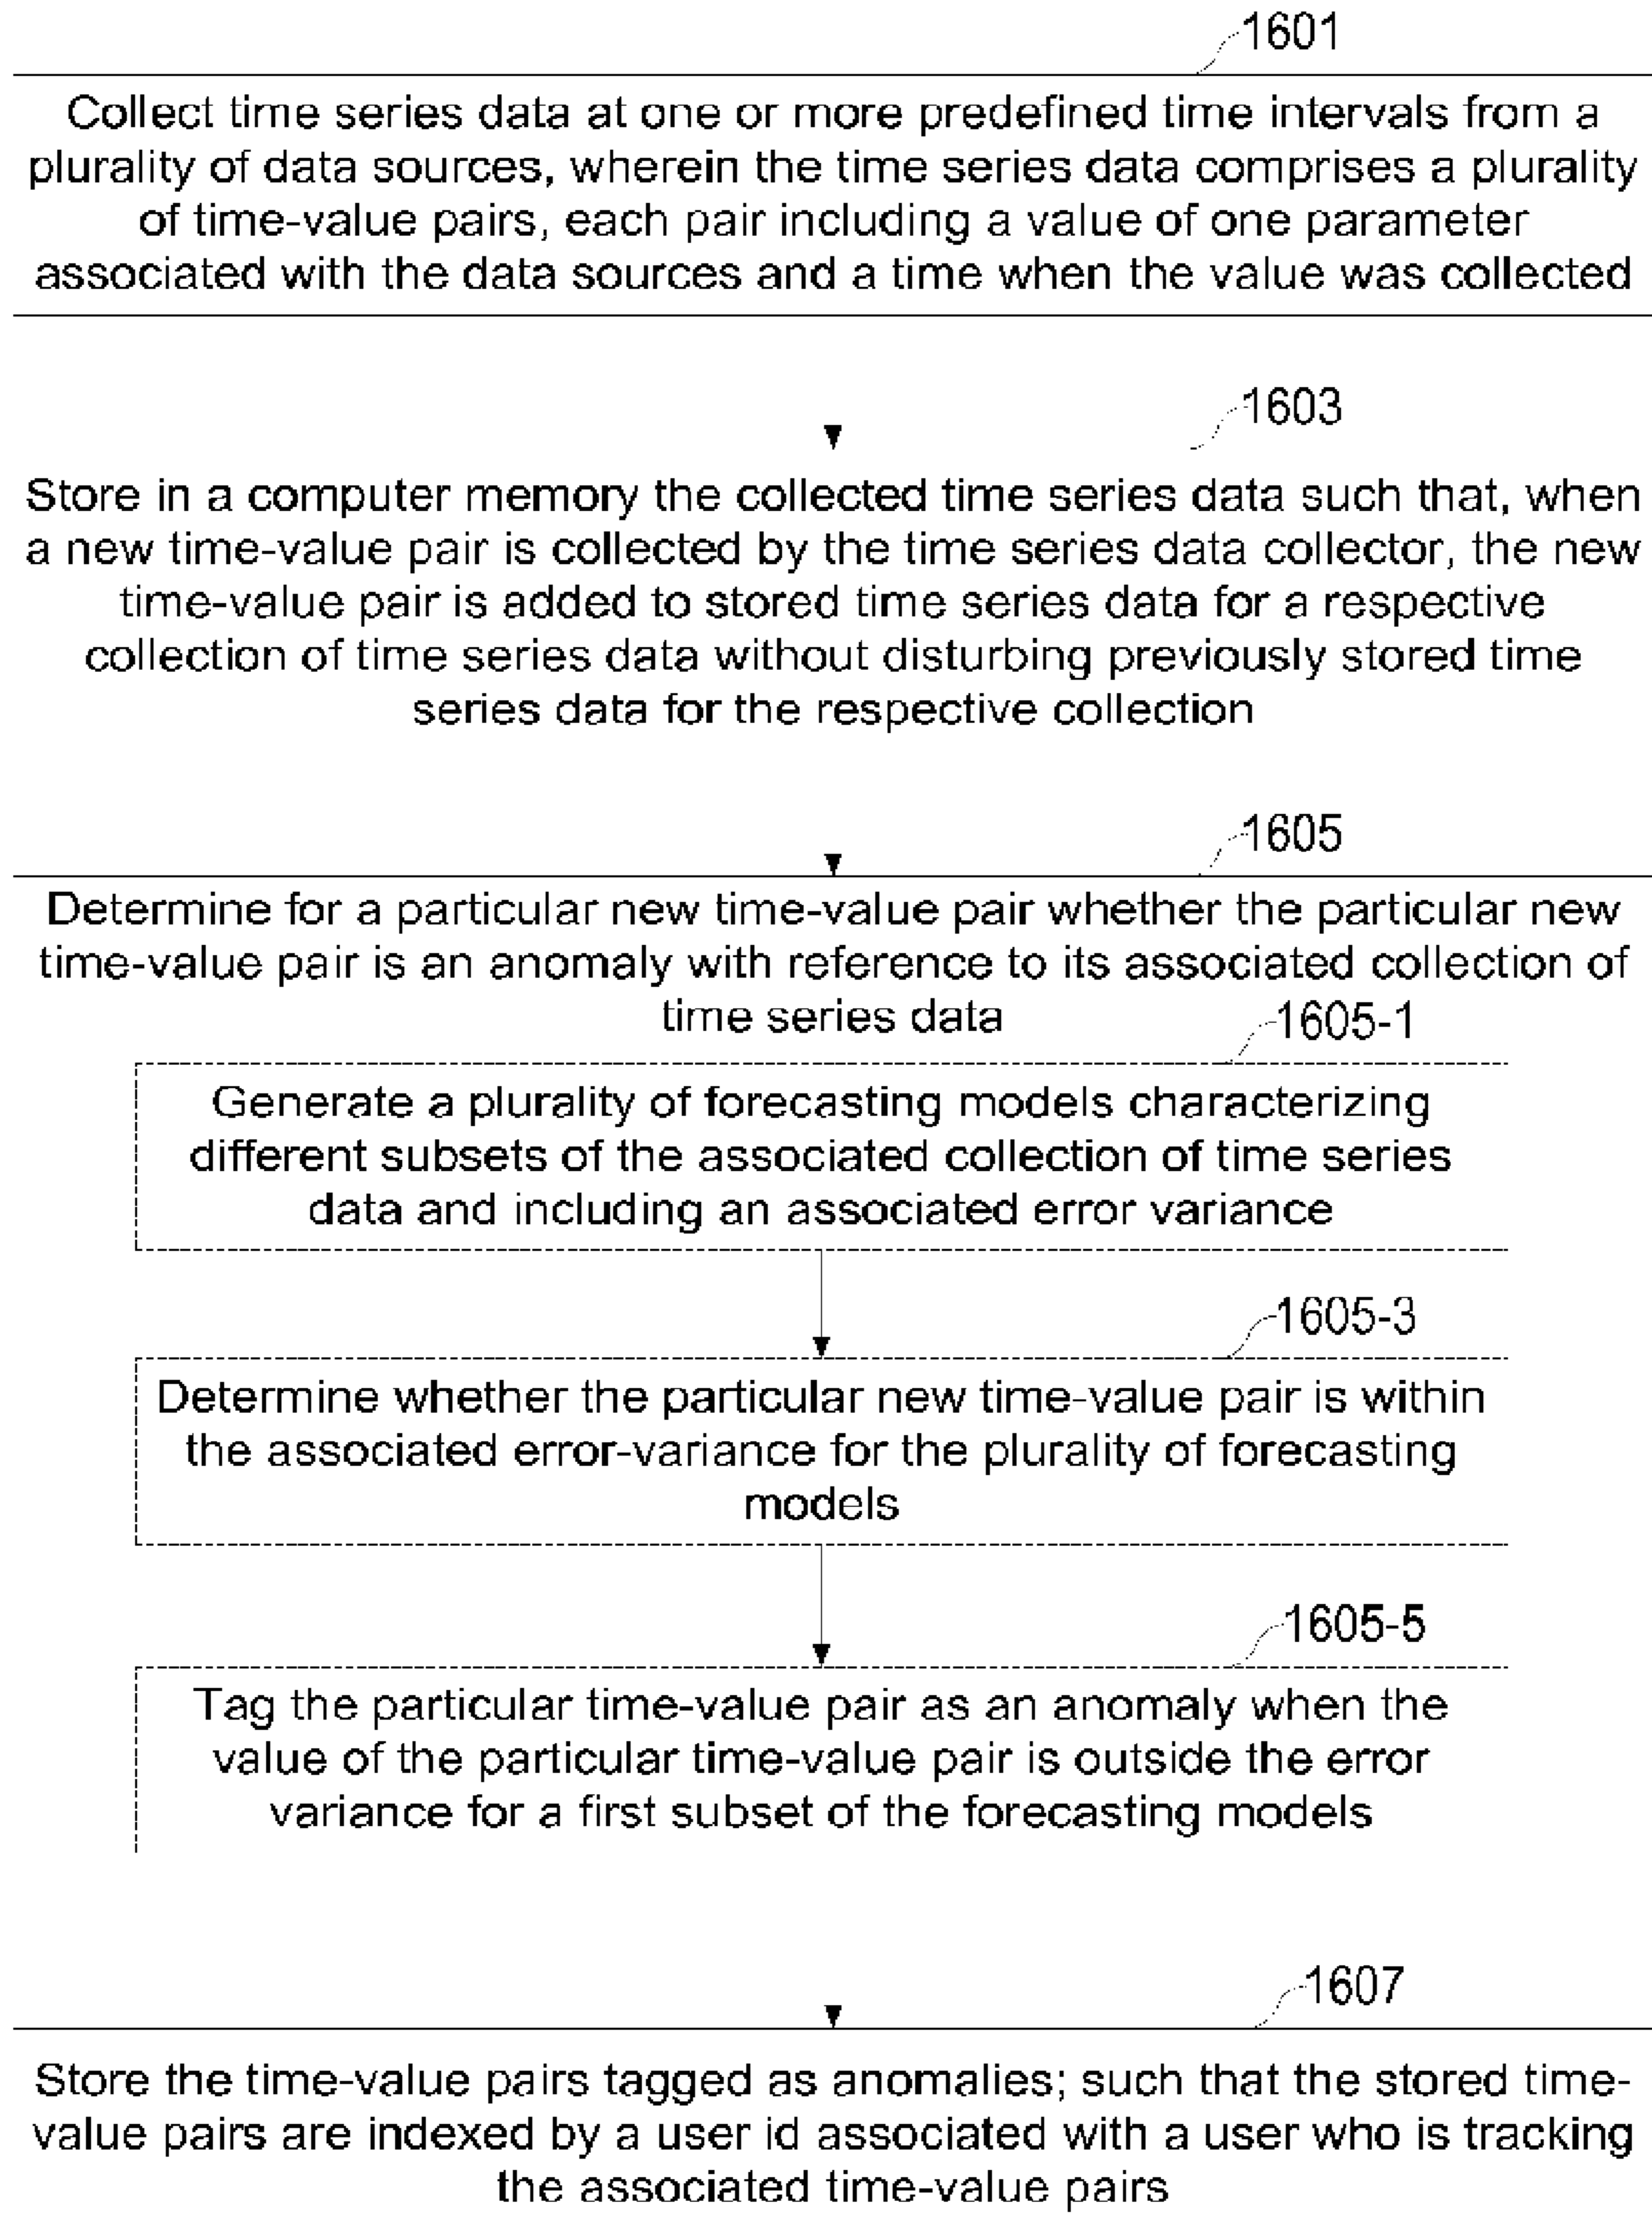 1601
Collect time series data at one or more predefined time intervals from a
plurality of data sources, wherein the time series data comprises a plurality
of time-value pairs, each pair including a value of one parameter
associated with the data sources and a time when the value was collected
1603
Store in a computer memory the collected time series data such that, when
a new time-value pair is collected by the time series data collector, the new
time-value pair is added to stored time series data for a respective
collection of time series data without disturbing previously stored time
series data for the respective collection
1605
Determine for a particular new time-value pair whether the particular new
time-value pair is an anomaly with reference to its associated collection of
time series data
1605-1
Generate a plurality of forecasting models characterizing
different subsets of the associated collection of time series
data and including an associated error variance
1605-3
Determine whether the particular new time-value pair is within
the associated error-variance for the plurality of forecasting
models
1605-5
Tag the particular time-value pair as an anomaly when the
value of the particular time-value pair is outside the error
variance for a first subset of the forecasting models
1607
Store the time-value pairs tagged as anomalies; such that the stored time-
value pairs are indexed by a user id associated with a user who is tracking
the associated time-value pairs